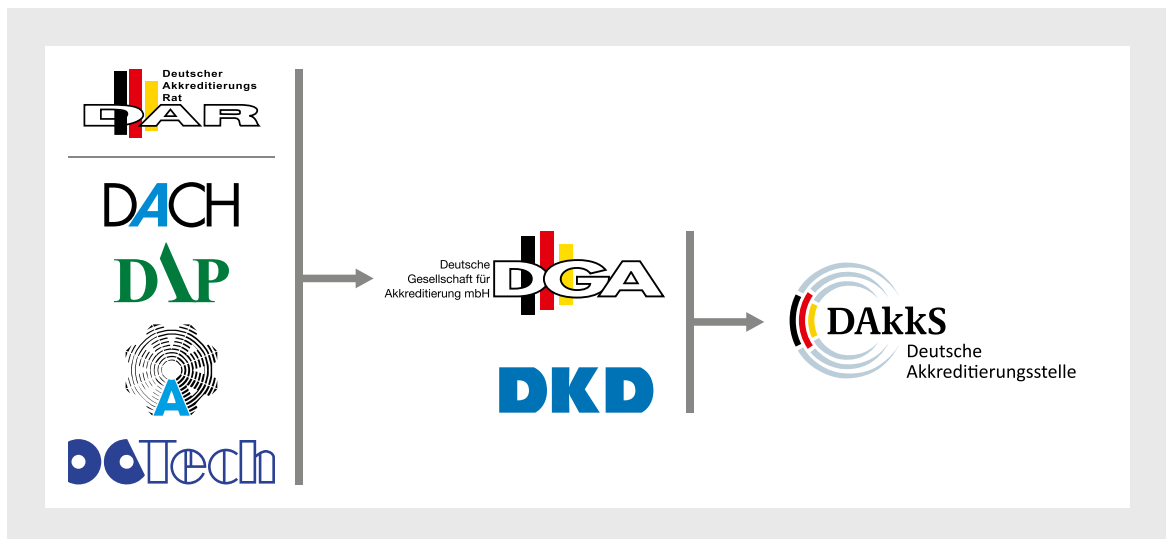 Deutscher
Akkreditierungs
Rat
DAR
DACH
DAP
A
DATech
Deutsche
Gesellschaft für
Akkreditierung mbH
DGA
DKD
DAkkS
Deutsche
Akkreditierungsstelle